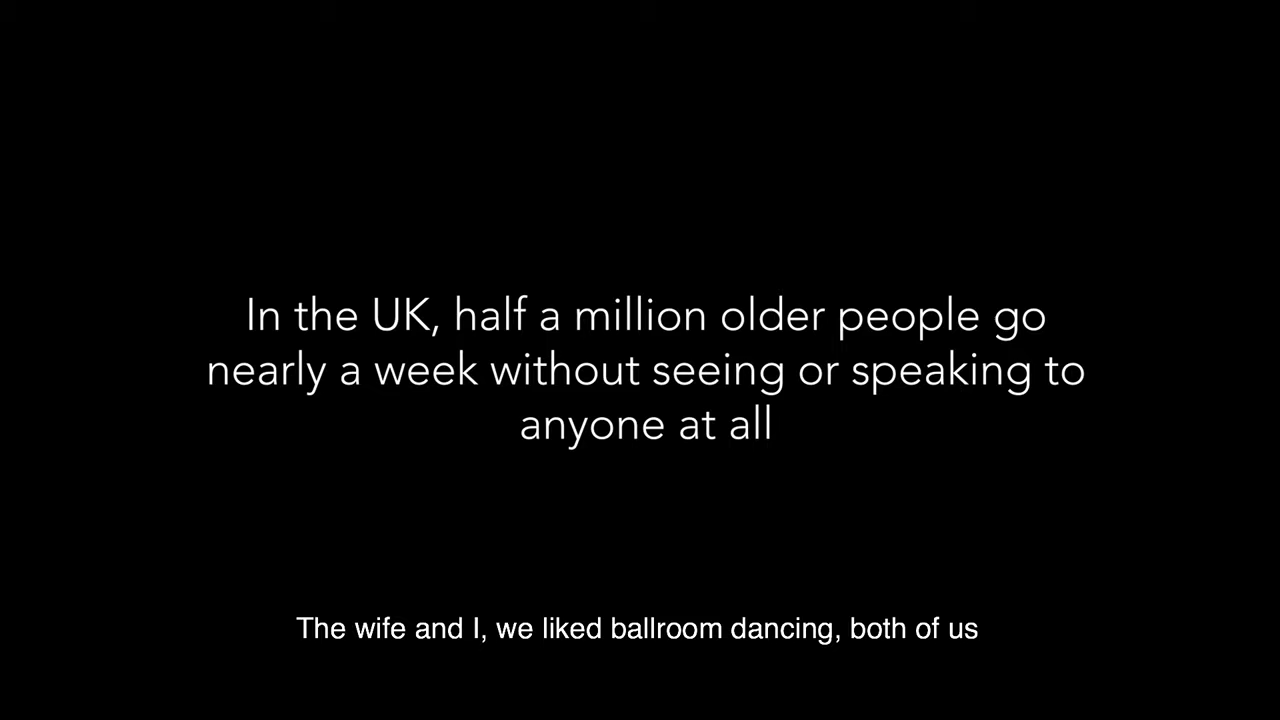 In the UK, half a million older people go
nearly a week without seeing or speaking to
anyone at all
The wife and I, we liked ballroom dancing, both of us